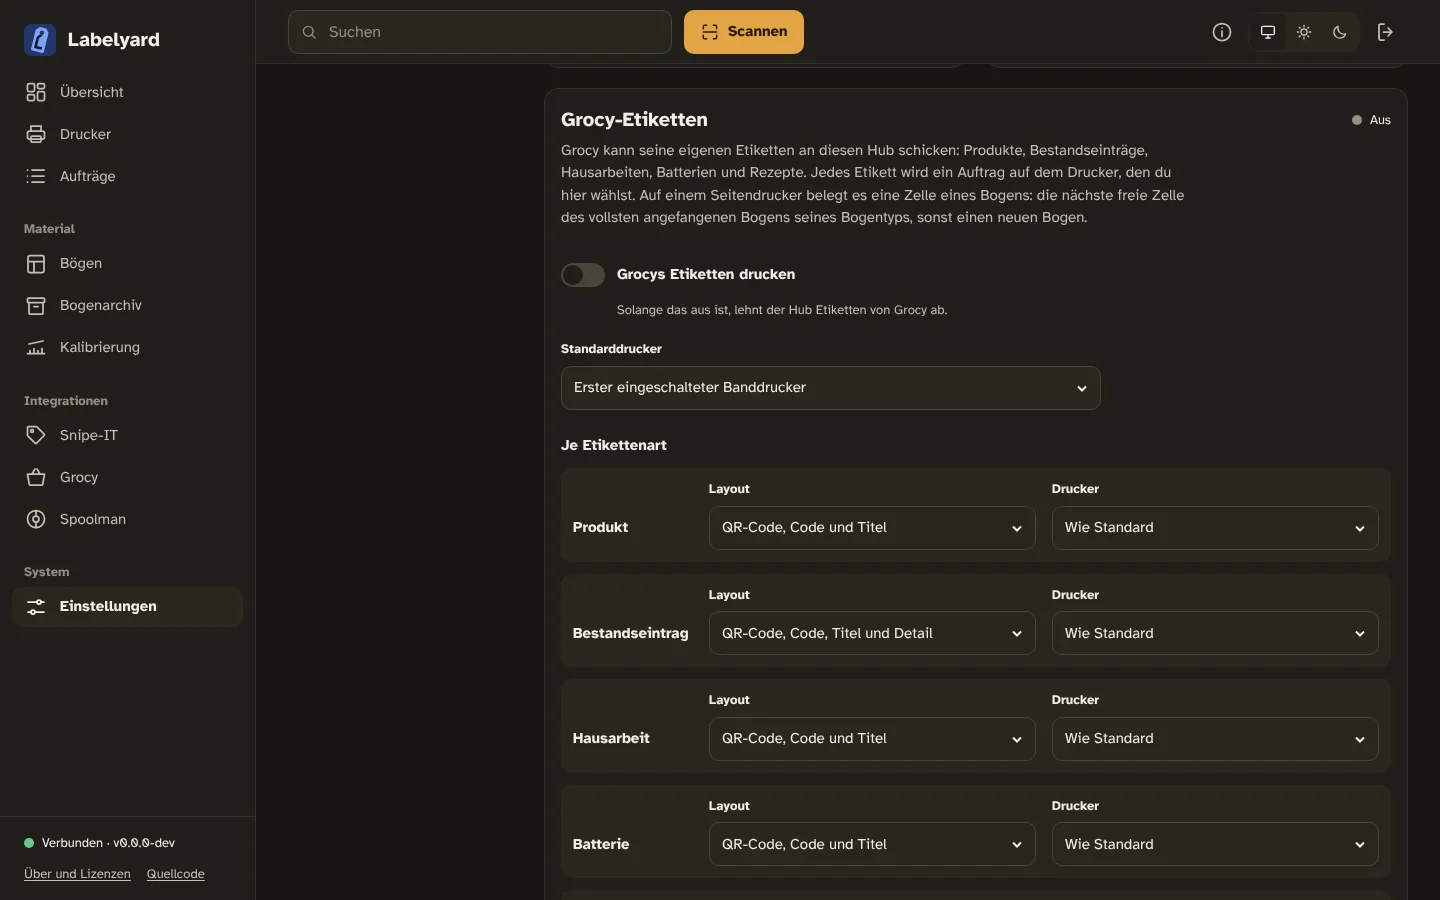 Labelyard
Suchen
Scannen
Übersicht
Drucker
Aufträge
Material
Bögen
Bogenarchiv
Kalibrierung
Integrationen
Snipe-IT
Grocy
Spoolman
System
Einstellungen
Verbunden · v0.0.0-dev
Über und Lizenzen Quellcode
Grocy-Etiketten
Aus
Grocy kann seine eigenen Etiketten an diesen Hub schicken: Produkte, Bestandseinträge,
Hausarbeiten, Batterien und Rezepte. Jedes Etikett wird ein Auftrag auf dem Drucker, den du
hier wählst. Auf einem Seitendrucker belegt es eine Zelle eines Bogens: die nächste freie Zelle
des vollsten angefangenen Bogens seines Bogentyps, sonst einen neuen Bogen.
Grocys Etiketten drucken
Solange das aus ist, lehnt der Hub Etiketten von Grocy ab.
Standarddrucker
Erster eingeschalteter Banddrucker
Je Etikettenart
Layout Drucker
Produkt QR-Code, Code und Titel Wie Standard
Layout Drucker
Bestandseintrag QR-Code, Code, Titel und Detail Wie Standard
Layout Drucker
Hausarbeit QR-Code, Code und Titel Wie Standard
Layout Drucker
Batterie QR-Code, Code und Titel Wie Standard